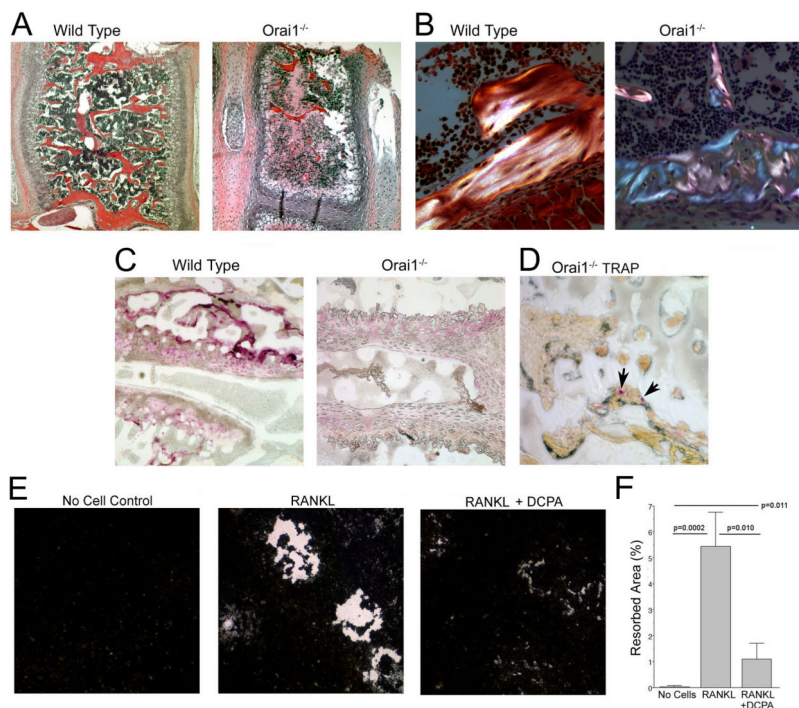 A
Wild Type
Orai1-/-
B
Wild Type
Orai1-/-
C
Wild Type
Orai1-/-
D
Orai1-/- TRAP
E
No Cell Control
RANKL
RANKL + DCPA
F
p=0.011
p=0.0002
p=0.010
Resorbed Area (%)
7
6
5
4
3
2
1
0
No Cells
RANKL
RANKL
+DCPA